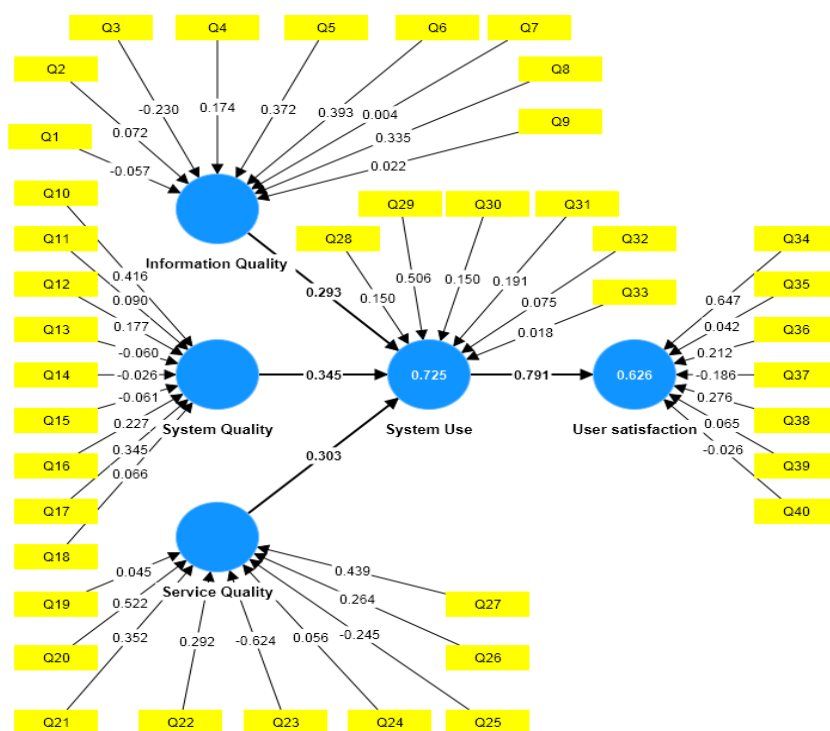 Q3 Q4 Q5 Q6 Q7
Q2 Q8
-0.230 0.174 0.372 0.393 0.004
Q9
0.072 0.335
Q1
0.022
-0.057
Q10
Q29 Q30 Q31
Q11 Q28 Q32 Q34
Information Quality
0.416 0.506 0.150 0.191
Q12 Q35
0.293 0.150 0.075 Q33 0.647
0.090
0.177 0.018 0.042
Q13 Q36
-0.060 0.212
Q14 -0.026 0.345 0.725 0.791 0.626 -0.186 Q37
-0.061 0.276
Q15 0.227 System Quality System Use User satisfaction 0.065 Q38
0.345 -0.026
Q16 0.303 Q39
0.066
Q17 Q40
Q18
0.045 0.439
Service Quality
Q19 0.522 0.264 Q27
0.352 0.292 -0.624 0.056 -0.245
Q20 Q26
Q21 Q22 Q23 Q24 Q25